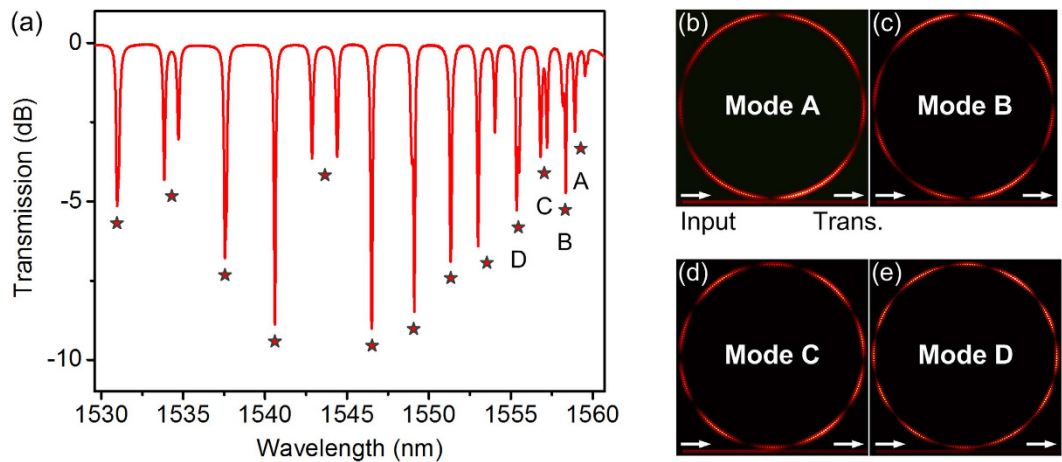 (a)
Transmission (dB)
0
-5
-10
1530 1535 1540 1545 1550 1555 1560
Wavelength (nm)
D
C
B
A
(b)
Mode A
Input
Trans.
(c)
Mode B
(d)
Mode C
(e)
Mode D